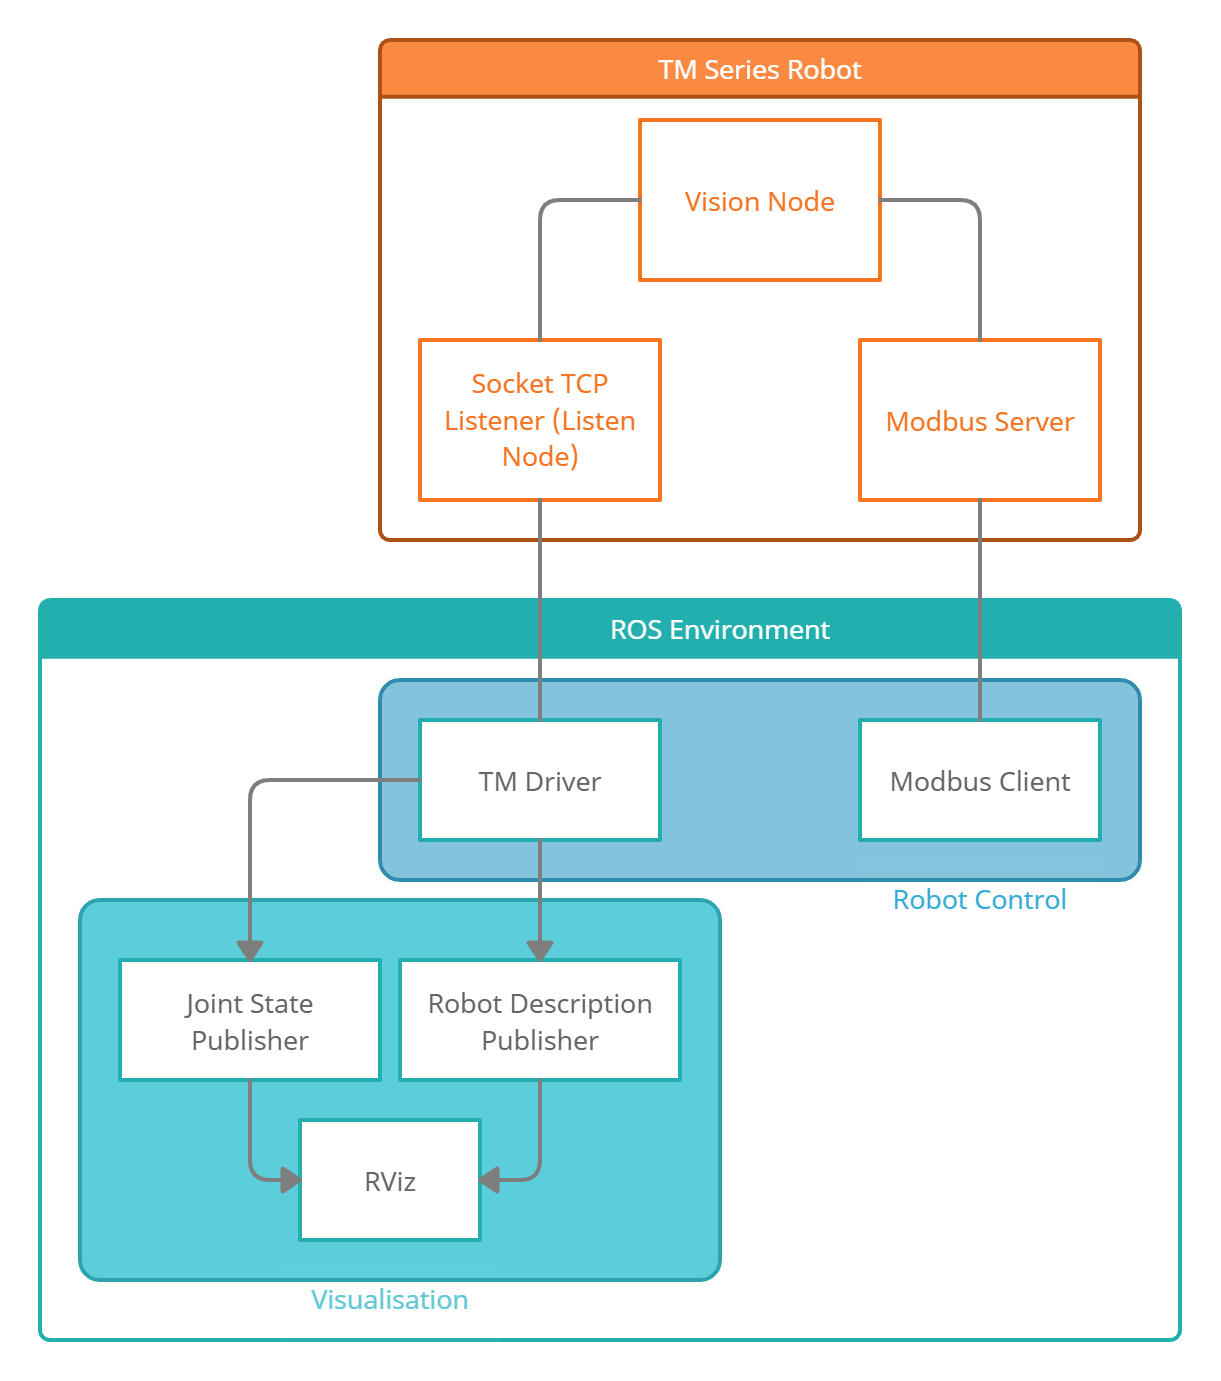 TM Series Robot
Vision Node
Socket TCP
Listener (Listen
Node)
Modbus Server
ROS Environment
TM Driver
Modbus Client
Robot Control
Joint State
Publisher
Robot Description
Publisher
RViz
Visualisation